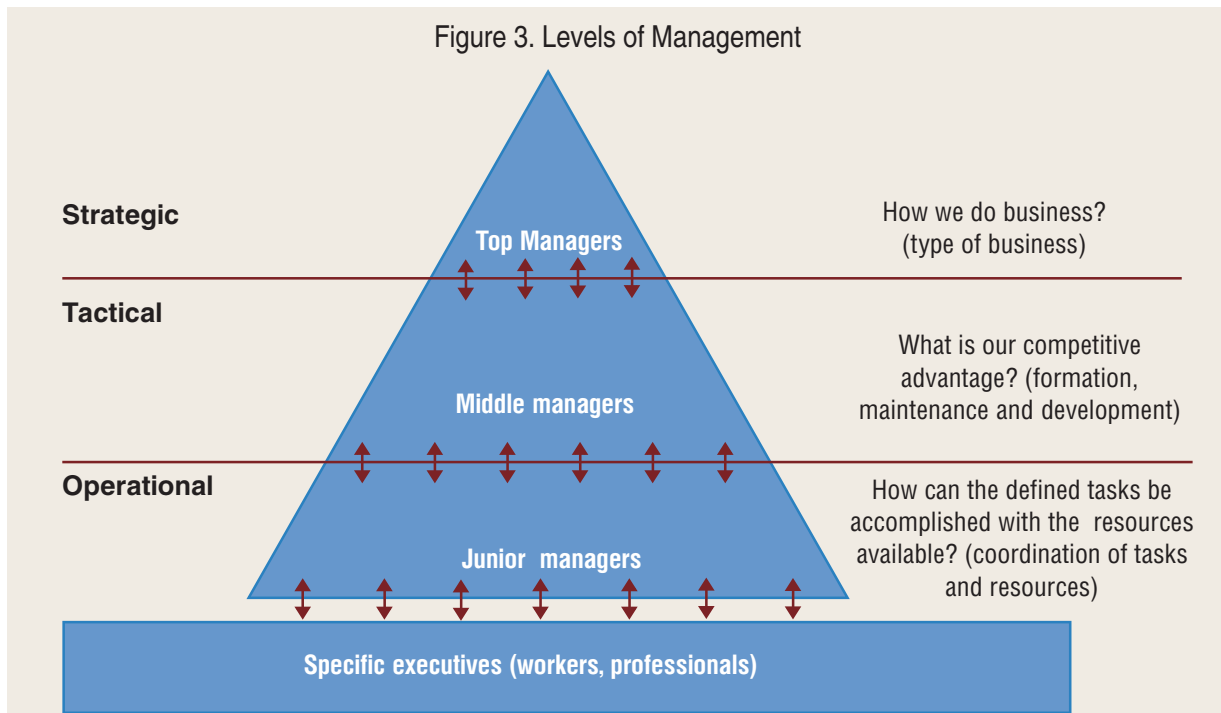 Figure 3. Levels of Management
Strategic
Top Managers
How we do business?
(type of business)
Tactical
Middle managers
What is our competitive
advantage? (formation,
maintenance and development)
Operational
Junior managers
How can the defined tasks be
accomplished with the resources
available? (coordination of tasks
and resources)
Specific executives (workers, professionals)